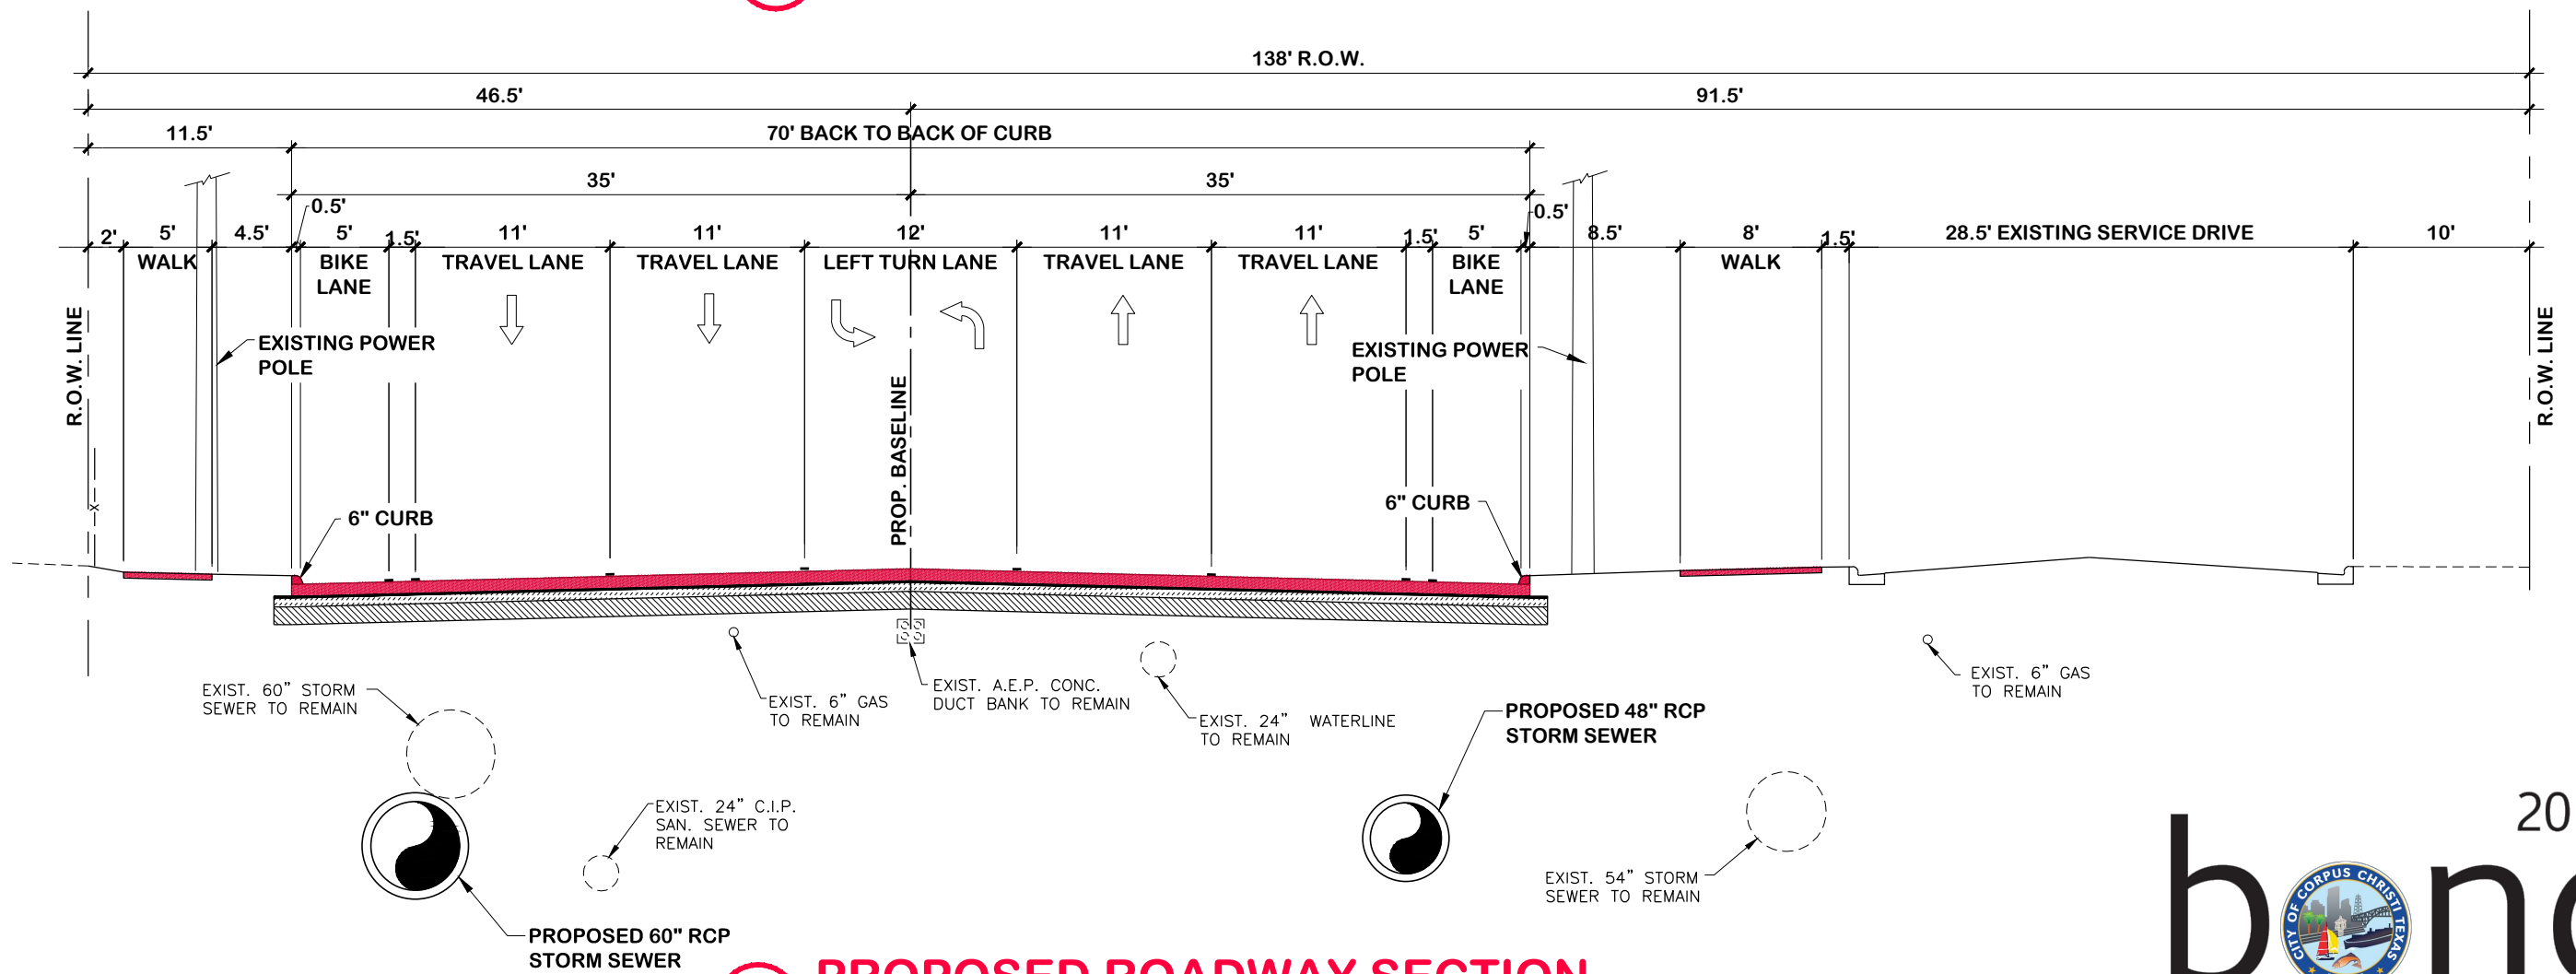 138' R.O.W.
46.5' 91.5'
11.5' 70' BACK TO BACK OF CURB
35' 35'
0.5' 0.5'
2' 5' 4.5' 5' 1.5' 11' 11' 12' 11' 11' 1.5' 5' 8.5' 8' 1.5' 28.5' EXISTING SERVICE DRIVE 10'
WALK BIKE TRAVEL LANE TRAVEL LANE LEFT TURN LANE TRAVEL LANE TRAVEL LANE BIKE WALK
LANE LANE
R.O.W. LINE
R.O.W. LINE
EXISTING POWER
POLE
EXISTING POWER
POLE
PROP. BASELINE
6" CURB
6" CURB
X
EXIST. 60” STORM
SEWER TO REMAIN
EXIST. 6” GAS
TO REMAIN
EXIST. A.E.P. CONC.
DUCT BANK TO REMAIN
EXIST. 24” WATERLINE
TO REMAIN
PROPOSED 48" RCP
STORM SEWER
EXIST. 6” GAS
TO REMAIN
EXIST. 24” C.I.P.
SAN. SEWER TO
REMAIN
EXIST. 54” STORM
SEWER TO REMAIN
PROPOSED 60" RCP
STORM SEWER
PROPOSED ROADWAY SECTION
20
bond
CITY OF CORPUS CHRISTI TEXAS